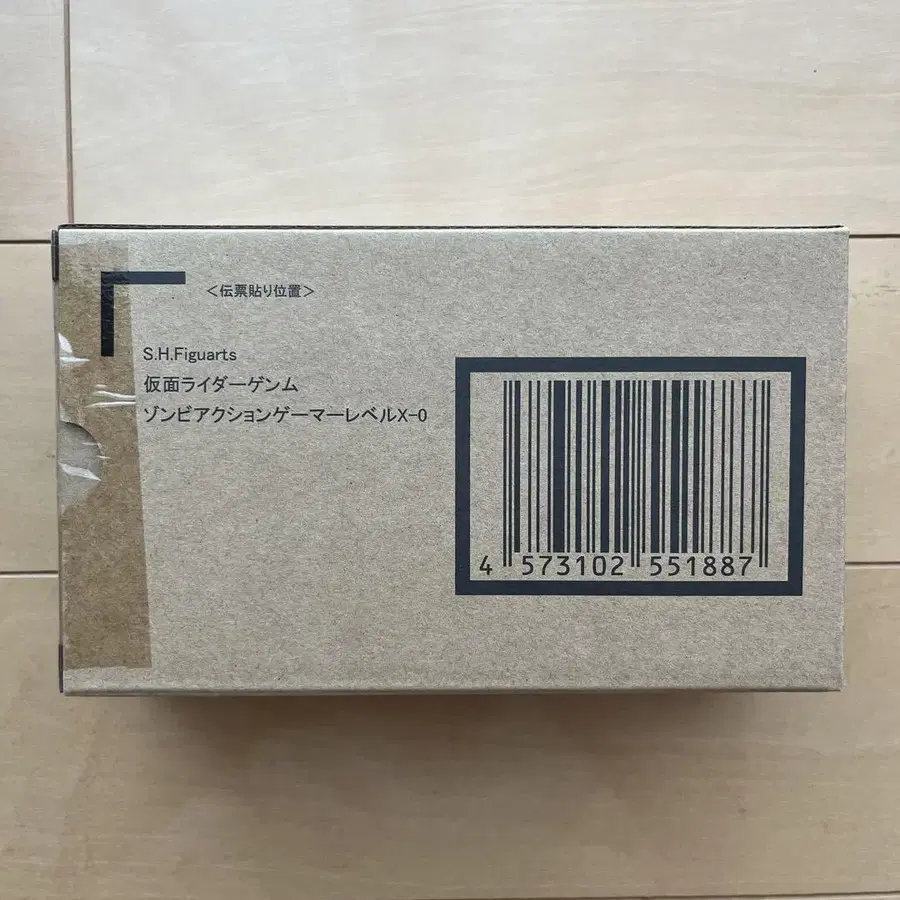 ＜伝票貼り位置＞
S.H.Figuarts
仮面ライダーゲンム
ゾンビアクションゲーマーレベルX-0
4 573102 551887